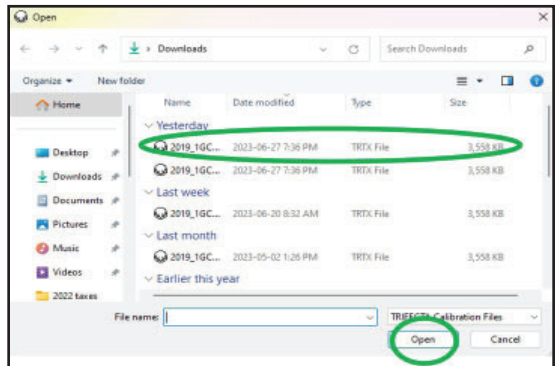 Open
Downloads
Search Downloads
Organize New folder
Home Name Date modified Type Size
Yesterday
2019_1GC... 2023-06-27 7:36 PM TRTX File 3,558 KB
Desktop
2019_1GC... 2023-06-27 7:36 PM TRTX File 3,558 KB
Downloads
Last week
Documents
2019_1GC... 2023-06-20 8:32 AM TRTX File 3,558 KB
Pictures
Last month
Music
2019_1GC... 2023-05-02 1:26 PM TRTX File 3,558 KB
Videos
Earlier this year
2022 taxes
File name: TRIFECTA Calibration Files
Open Cancel